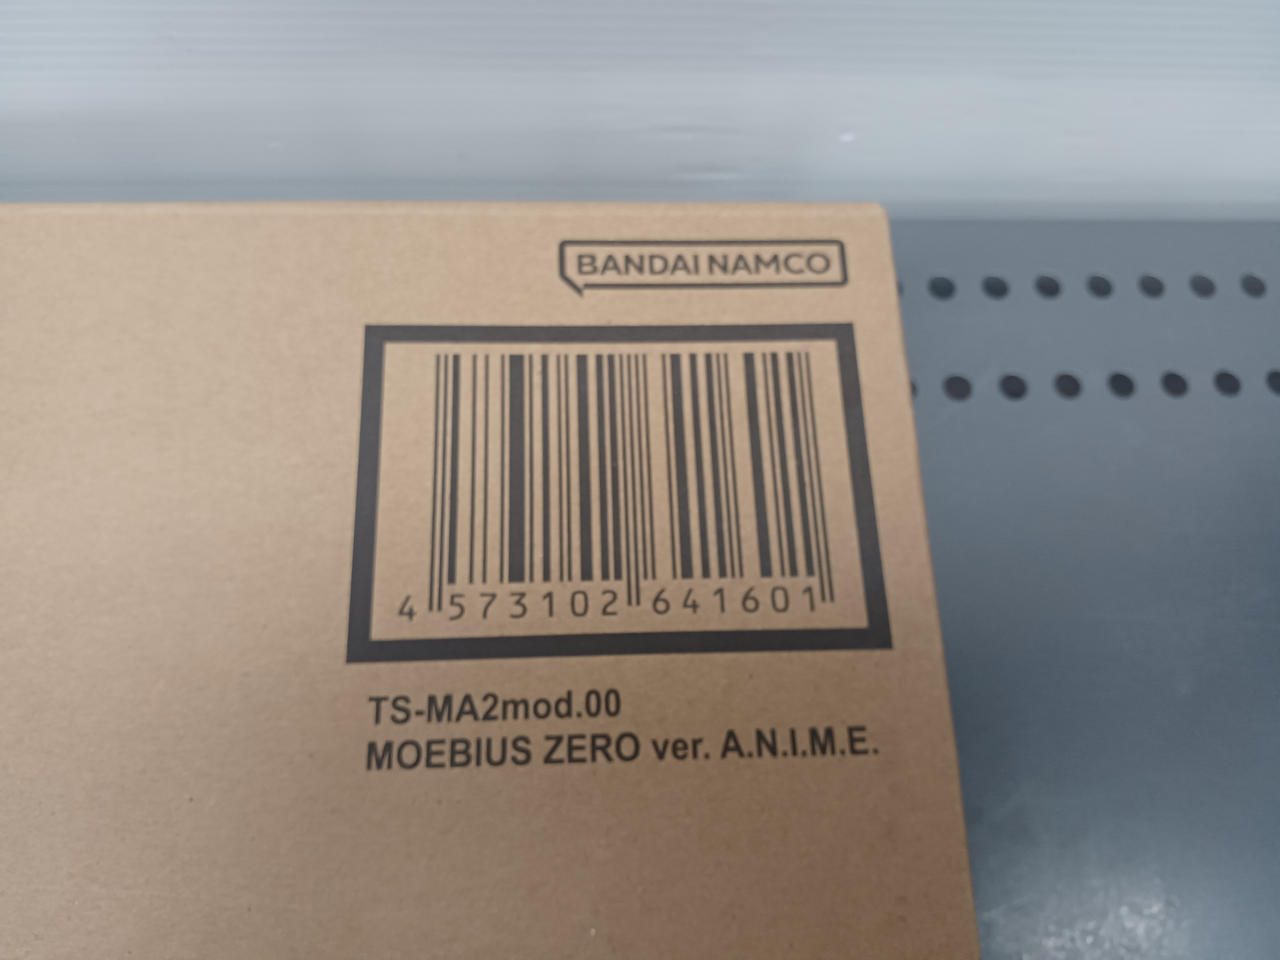 BANDAI NAMCO
4 573102 641601
TS-MA2mod.00
MOEBIUS ZERO ver. A.N.I.M.E.